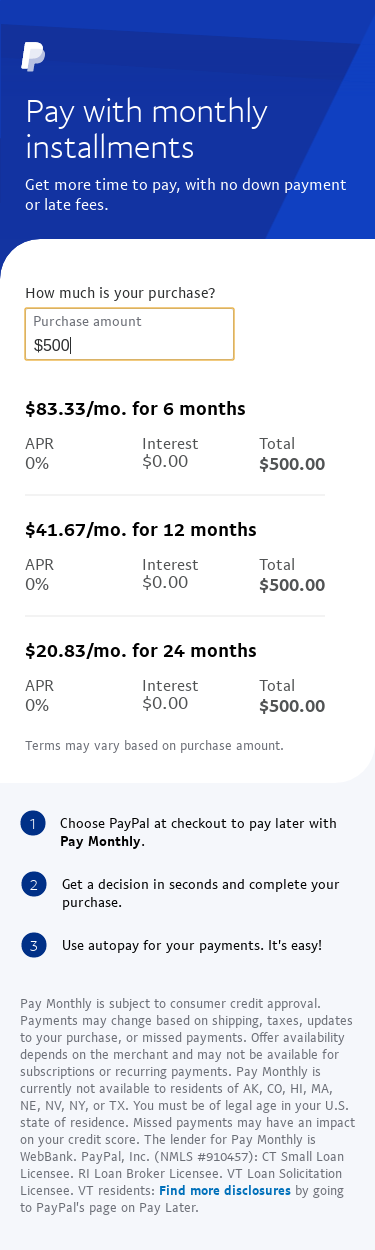 Pay with monthly
installments
Get more time to pay, with no down payment
or late fees.
How much is your purchase?
Purchase amount
$500
$83.33/mo. for 6 months
APR Interest Total
0% $0.00 $500.00
$41.67/mo. for 12 months
APR Interest Total
0% $0.00 $500.00
$20.83/mo. for 24 months
APR Interest Total
0% $0.00 $500.00
Terms may vary based on purchase amount.
1 Choose PayPal at checkout to pay later with
Pay Monthly.
2 Get a decision in seconds and complete your
purchase.
3 Use autopay for your payments. It's easy!
Pay Monthly is subject to consumer credit approval.
Payments may change based on shipping, taxes, updates
to your purchase, or missed payments. Offer availability
depends on the merchant and may not be available for
subscriptions or recurring payments. Pay Monthly is
currently not available to residents of AK, CO, HI, MA,
NE, NV, NY, or TX. You must be of legal age in your U.S.
state of residence. Missed payments may have an impact
on your credit score. The lender for Pay Monthly is
WebBank. PayPal, Inc. (NMLS #910457): CT Small Loan
Licensee. RI Loan Broker Licensee. VT Loan Solicitation
Licensee. VT residents: Find more disclosures by going
to PayPal's page on Pay Later.